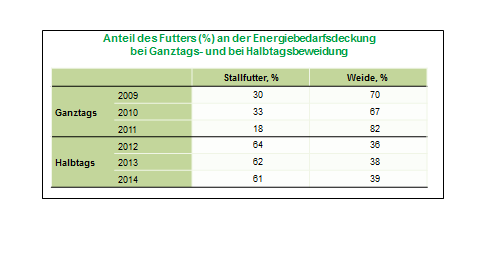 Anteil des Futters (%) an der Energiebedarfsdeckung
bei Ganztags- und bei Halbtagsbeweidung
Stallfutter, % Weide, %
2009 30 70
Ganztags 2010 33 67
2011 18 82
2012 64 36
Halbtags 2013 62 38
2014 61 39